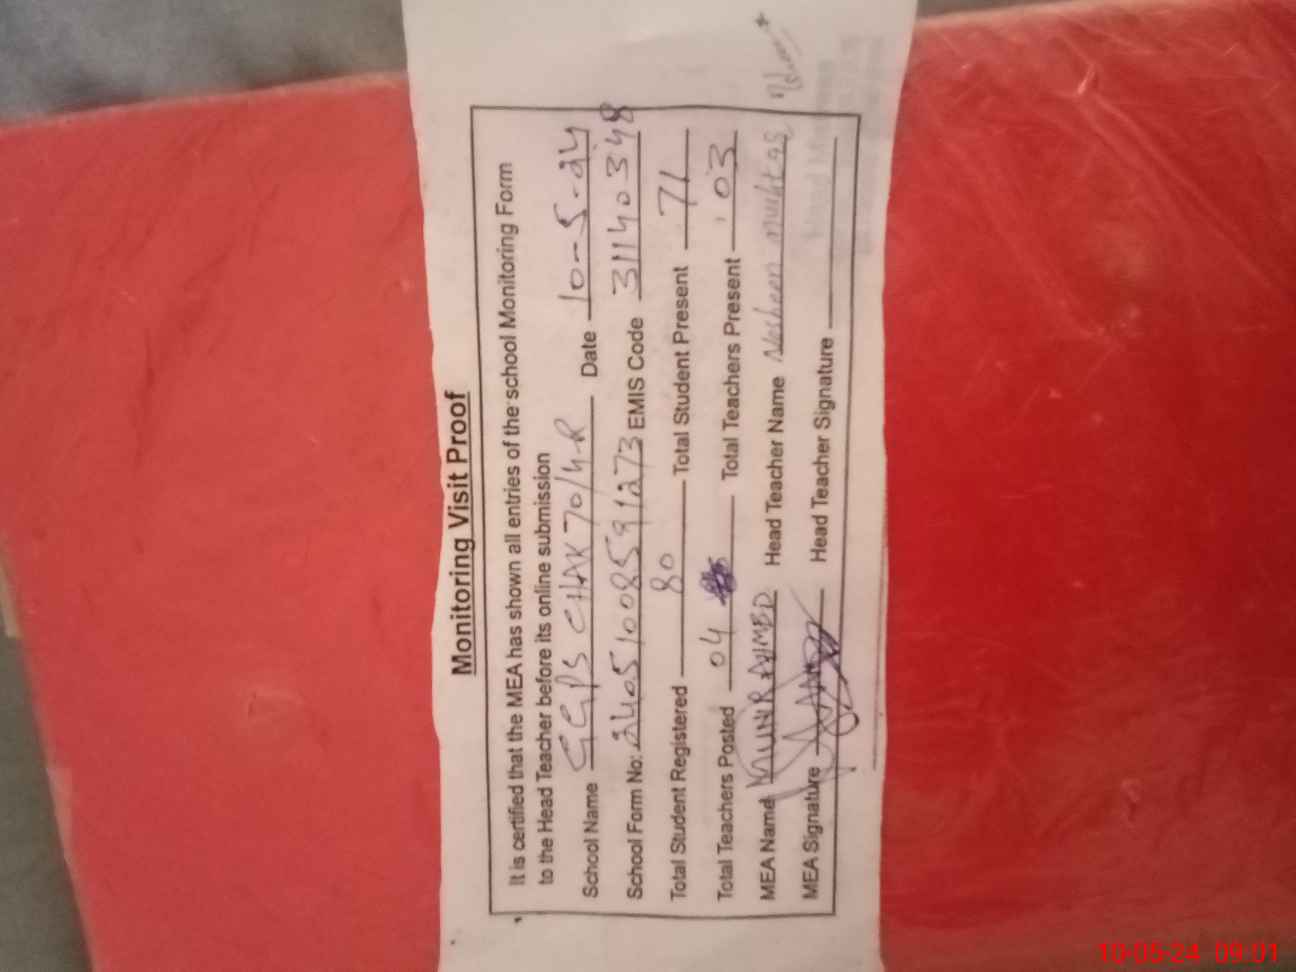 Monitoring Visit Proof
It is certified that the MEA has shown all entries of the school Monitoring Form
to the Head Teacher before its online submission
School Name GGPS CHAK 70/4-R Date 10-5-24
School Form No: 24051008591273 EMIS Code 31140348
Total Student Registered 80 Total Student Present 71
Total Teachers Posted 04 Total Teachers Present 03
MEA Name MUNIR AHMED Head Teacher Name Nosheen mushtaq
MEA Signature Head Teacher Signature
10-05-24 09:01